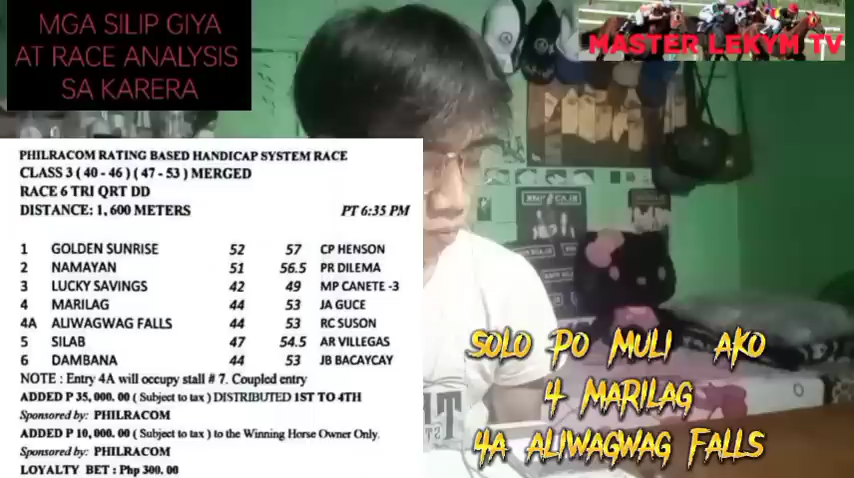 MGA SILIP GIYA
AT RACE ANALYSIS
SA KARERA
MASTER LEKYM TV
PHILRACOM RATING BASED HANDICAP SYSTEM RACE
CLASS 3 ( 40 - 46 ) ( 47 - 53 ) MERGED
RACE 6 TRI QRT DD
DISTANCE: 1, 600 METERS PT 6:35 PM
1 GOLDEN SUNRISE 52 57 CP HENSON
2 NAMAYAN 51 56.5 PR DILEMA
3 LUCKY SAVINGS 42 49 MP CANETE -3
4 MARILAG 44 53 JA GUCE
4A ALIWAGWAG FALLS 44 53 RC SUSON
5 SILAB 47 54.5 AR VILLEGAS
6 DAMBANA 44 53 JB BACAYCAY
NOTE : Entry 4A will occupy stall # 7. Coupled entry
ADDED P 35, 000. 00 ( Subject to tax ) DISTRIBUTED 1ST TO 4TH
Sponsored by: PHILRACOM
ADDED P 10, 000. 00 ( Subject to tax ) to the Winning Horse Owner Only.
Sponsored by: PHILRACOM
LOYALTY BET : Php 300. 00
SOLO PO MULI AKO
4 MARILAG
4A ALIWAGWAG FALLS